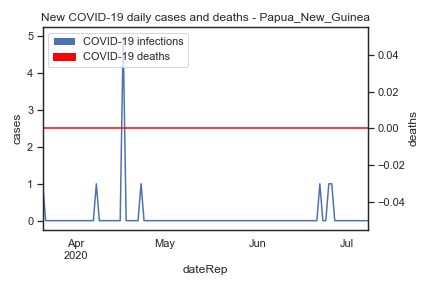 New COVID-19 daily cases and deaths - Papua_New_Guinea
COVID-19 infections
COVID-19 deaths
5
4
3
2
1
0
cases
0.04
0.02
0.00
−0.02
−0.04
deaths
Apr
2020
May
Jun
Jul
dateRep